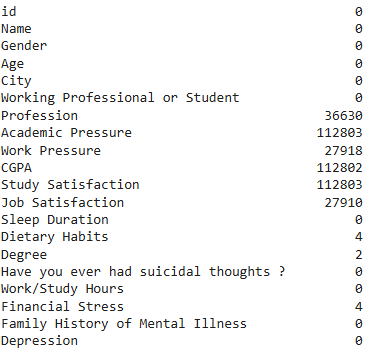 id 0
Name 0
Gender 0
Age 0
City 0
Working Professional or Student 0
Profession 36630
Academic Pressure 112803
Work Pressure 27918
CGPA 112802
Study Satisfaction 112803
Job Satisfaction 27910
Sleep Duration 0
Dietary Habits 4
Degree 2
Have you ever had suicidal thoughts ? 0
Work/Study Hours 0
Financial Stress 4
Family History of Mental Illness 0
Depression 0